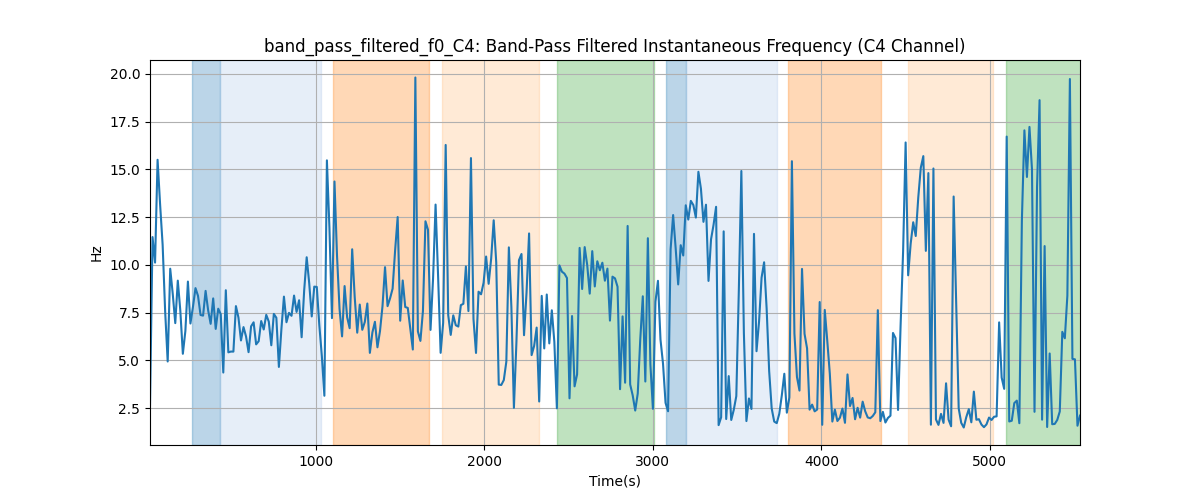 band_pass_filtered_f0_C4: Band-Pass Filtered Instantaneous Frequency (C4 Channel)
20.0
17.5
15.0
12.5
10.0
7.5
5.0
2.5
Hz
1000 2000 3000 4000 5000
Time(s)